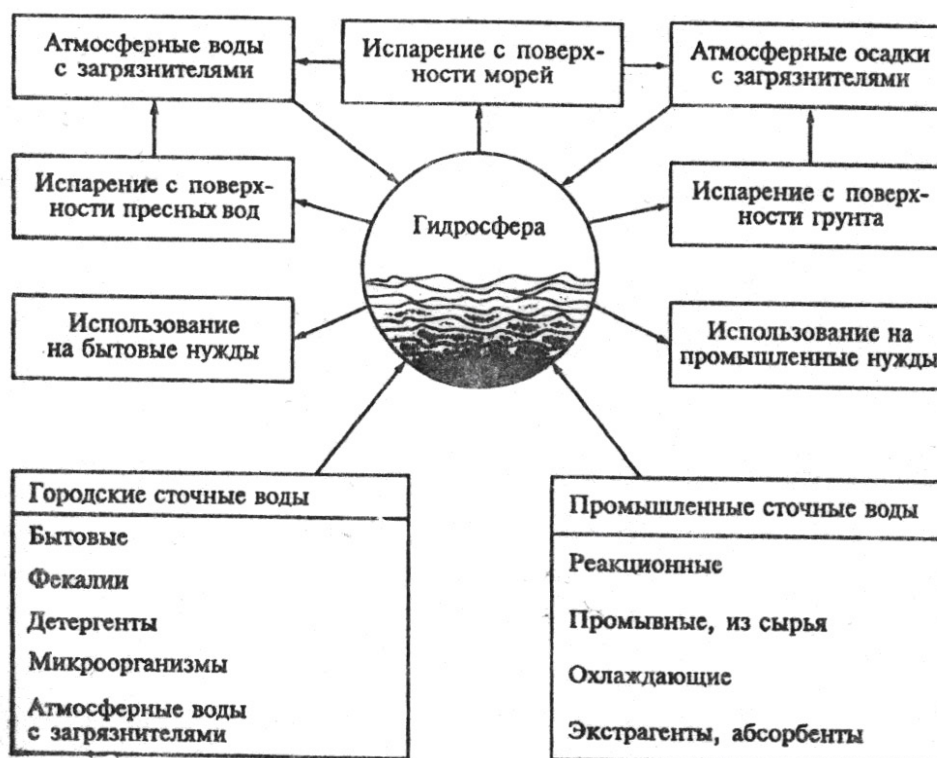 Атмосферные воды
с загрязнителями
Испарение с поверх-
ности морей
Атмосферные осадки
с загрязнителями
Испарение с поверх-
ности пресных вод
Гидросфера
Испарение с поверх-
ности грунта
Использование
на бытовые нужды
Использование на
промышленные нужды
Городские сточные воды
Бытовые
Фекалии
Детергенты
Микроорганизмы
Атмосферные воды
с загрязнителями
Промышленные сточные воды
Реакционные
Промывные, из сырья
Охлаждающие
Экстрагенты, абсорбенты